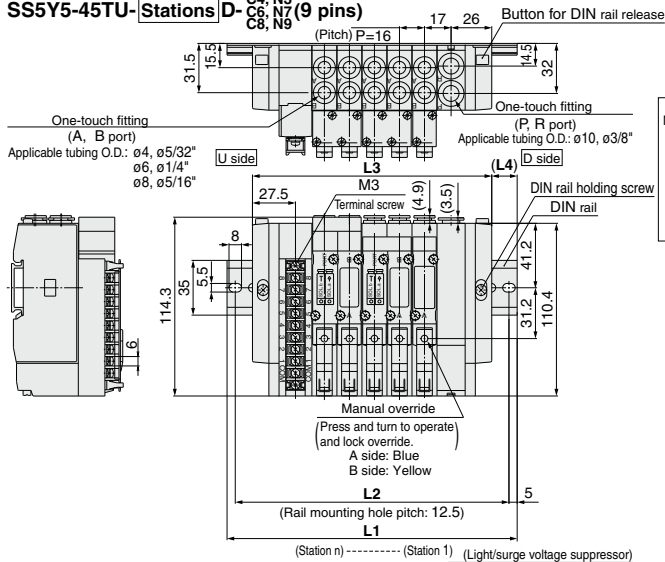 SS5Y5-45TU- Stations D- C6, N7 (9 pins)
C8, N9
(Pitch) P=16
17
26
Button for DIN rail release
31.5
15.5
14.5
32
One-touch fitting
(A, B port)
Applicable tubing O.D.: ø4, ø5/32"
ø6, ø1/4"
ø8, ø5/16"
One-touch fitting
(P, R port)
Applicable tubing O.D.: ø10, ø3/8"
U side
D side
L3
(L4)
27.5
M3
Terminal screw
(4.9)
(3.5)
DIN rail holding screw
DIN rail
8
5.5
35
114.3
6
41.2
31.2
110.4
Manual override
(Press and turn to operate
and lock override.)
A side: Blue
B side: Yellow
L2
5
(Rail mounting hole pitch: 12.5)
L1
(Station n) ----------- (Station 1)
(Light/surge voltage suppressor)